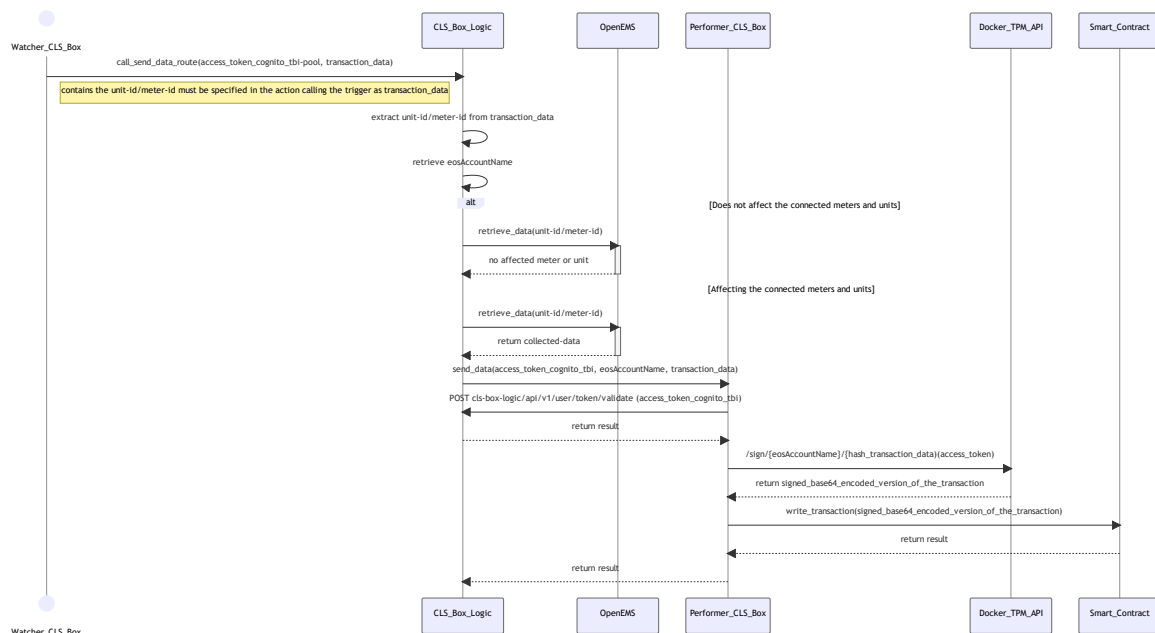 CLS_Box_Logic
OpenEMS
Performer_CLS_Box
Docker_TPM_API
Smart_Contract
Watcher_CLS_Box
call_send_data_route(access_token_cognito_tbi-pool, transaction_data)
contains the unit-id/meter-id must be specified in the action calling the trigger as transaction_data
extract unit-id/meter-id from transaction_data
retrieve eosAccountName
alt
[Does not affect the connected meters and units]
retrieve_data(unit-id/meter-id)
no affected meter or unit
[Affecting the connected meters and units]
retrieve_data(unit-id/meter-id)
return collected-data
send_data(access_token_cognito_tbi, eosAccountName, transaction_data)
POST cls-box-logic/api/v1/user/token/validate (access_token_cognito_tbi)
return result
/sign/{eosAccountName}/{hash_transaction_data)(access_token)
return signed_base64_encoded_version_of_the_transaction
write_transaction(signed_base64_encoded_version_of_the_transaction)
return result
return result
CLS_Box_Logic
OpenEMS
Performer_CLS_Box
Docker_TPM_API
Smart_Contract
Watcher_CLS_Box